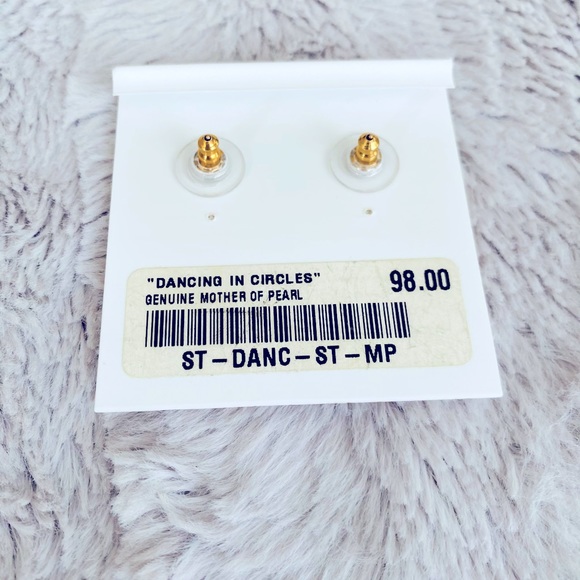 "DANCING IN CIRCLES" 98.00
GENUINE MOTHER OF PEARL
ST-DANC-ST-MP